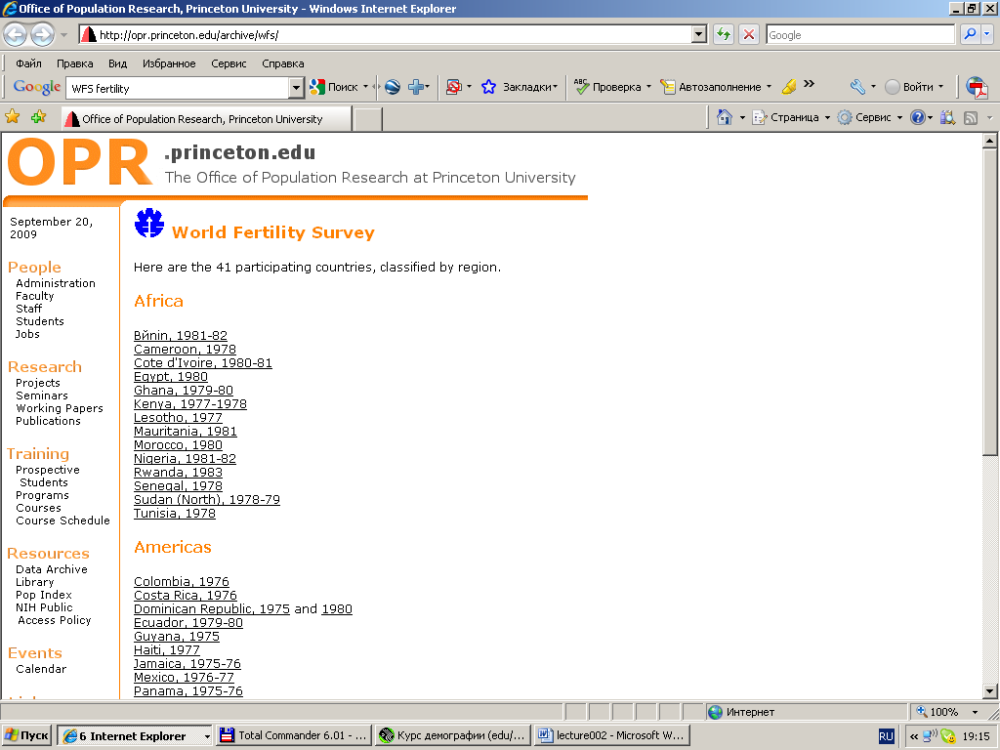 Office of Population Research, Princeton University - Windows Internet Explorer
http://opr.princeton.edu/archive/wfs/
Google
Файл Правка Вид Избранное Сервис Справка
Google WFS fertility Поиск Закладки ABC Проверка Автозаполнение Войти
Office of Population Research, Princeton University Страница Сервис
OPR .princeton.edu
The Office of Population Research at Princeton University
September 20,
2009
People
Administration
Faculty
Staff
Students
Jobs
Research
Projects
Seminars
Working Papers
Publications
Training
Prospective
Students
Programs
Courses
Course Schedule
Resources
Data Archive
Library
Pop Index
NIH Public
Access Policy
Events
Calendar
World Fertility Survey
Here are the 41 participating countries, classified by region.
Africa
Bйnin, 1981-82
Cameroon, 1978
Cote d'Ivoire, 1980-81
Egypt, 1980
Ghana, 1979-80
Kenya, 1977-1978
Lesotho, 1977
Mauritania, 1981
Morocco, 1980
Nigeria, 1981-82
Rwanda, 1983
Senegal, 1978
Sudan (North), 1978-79
Tunisia, 1978
Americas
Colombia, 1976
Costa Rica, 1976
Dominican Republic, 1975 and 1980
Ecuador, 1979-80
Guyana, 1975
Haiti, 1977
Jamaica, 1975-76
Mexico, 1976-77
Panama, 1975-76
Интернет 100%
Пуск 6 Internet Explorer Total Commander 6.01 - ... Курс демографии (edu/... lecture002 - Microsoft W... RU « 19:15